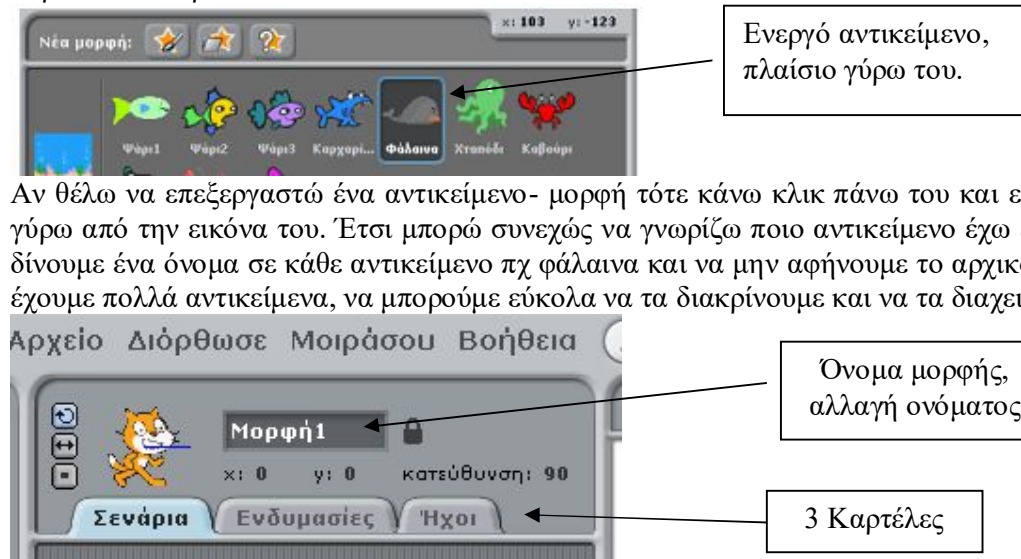 x: 103 y: -123
Νέα μορφή:
Ενεργό αντικείμενο,
πλαίσιο γύρω του.
Ψάρι1 Ψάρι2 Ψάρι3 Καρχαρί... Φάλαινα Χταπόδι Καβούρι
Αν θέλω να επεξεργαστώ ένα αντικείμενο- μορφή τότε κάνω κλικ πάνω του και ε
γύρω από την εικόνα του. Έτσι μπορώ συνεχώς να γνωρίζω ποιο αντικείμενο έχω
δίνουμε ένα όνομα σε κάθε αντικείμενο πχ φάλαινα και να μην αφήνουμε το αρχικό
έχουμε πολλά αντικείμενα, να μπορούμε εύκολα να τα διακρίνουμε και να τα διαχει
Αρχείο Διόρθωσε Μοιράσου Βοήθεια
Όνομα μορφής,
αλλαγή ονόματος
Μορφή1
x: 0 y: 0 κατεύθυνση: 90
Σενάρια Ενδυμασίες Ήχοι
3 Καρτέλες